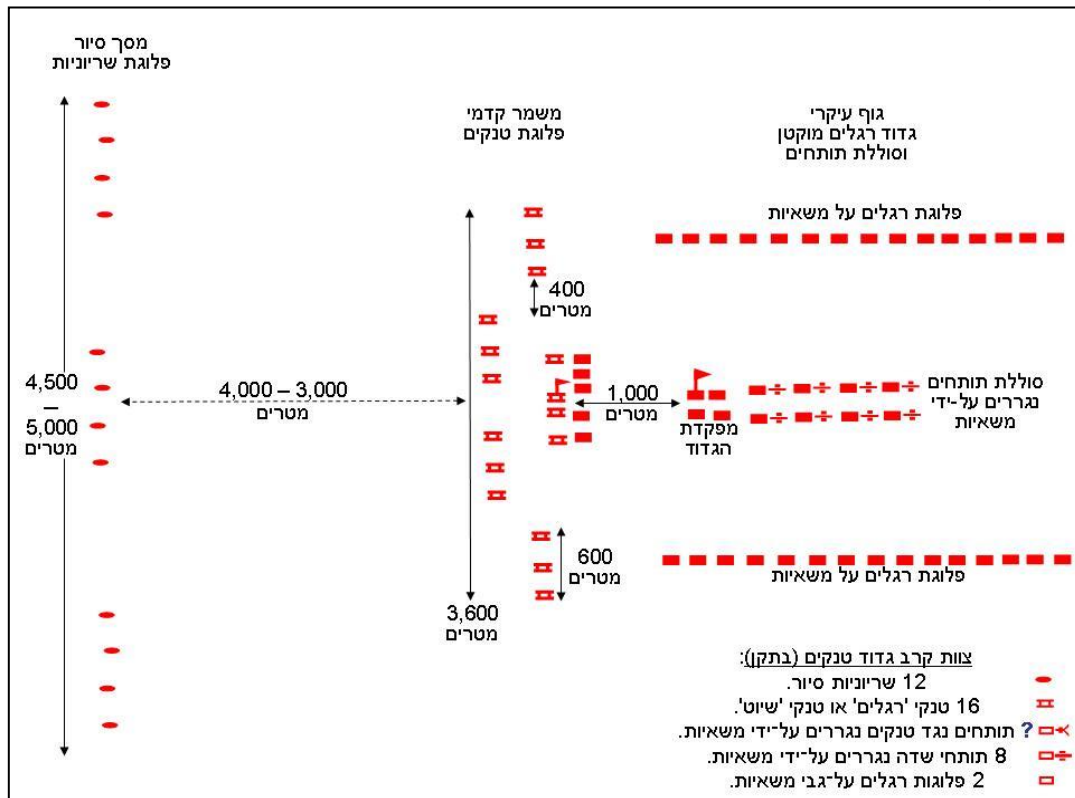 מסך סיור
פלוגת שריוניות
משמר קדמי
פלוגת טנקים
גוף עיקרי
גדוד רגלים מוקטן
וסוללת תותחים
פלוגת רגלים על משאיות
400
מטרים
4,500
–
5,000
מטרים
4,000 – 3,000
מטרים
1,000
מטרים
מפקדת
הגדוד
סוללת תותחים
נגררים על-ידי
משאיות
600
מטרים
פלוגת רגלים על משאיות
3,600
מטרים
צוות קרב גדוד טנקים (בתקן):
12 שריוניות סיור.
16 טנקי 'רגלים' או טנקי 'שיוט'.
? תותחים נגד טנקים נגררים על־ידי משאיות.
8 תותחי שדה נגררים על־ידי משאיות.
2 פלוגות רגלים על־גבי משאיות.